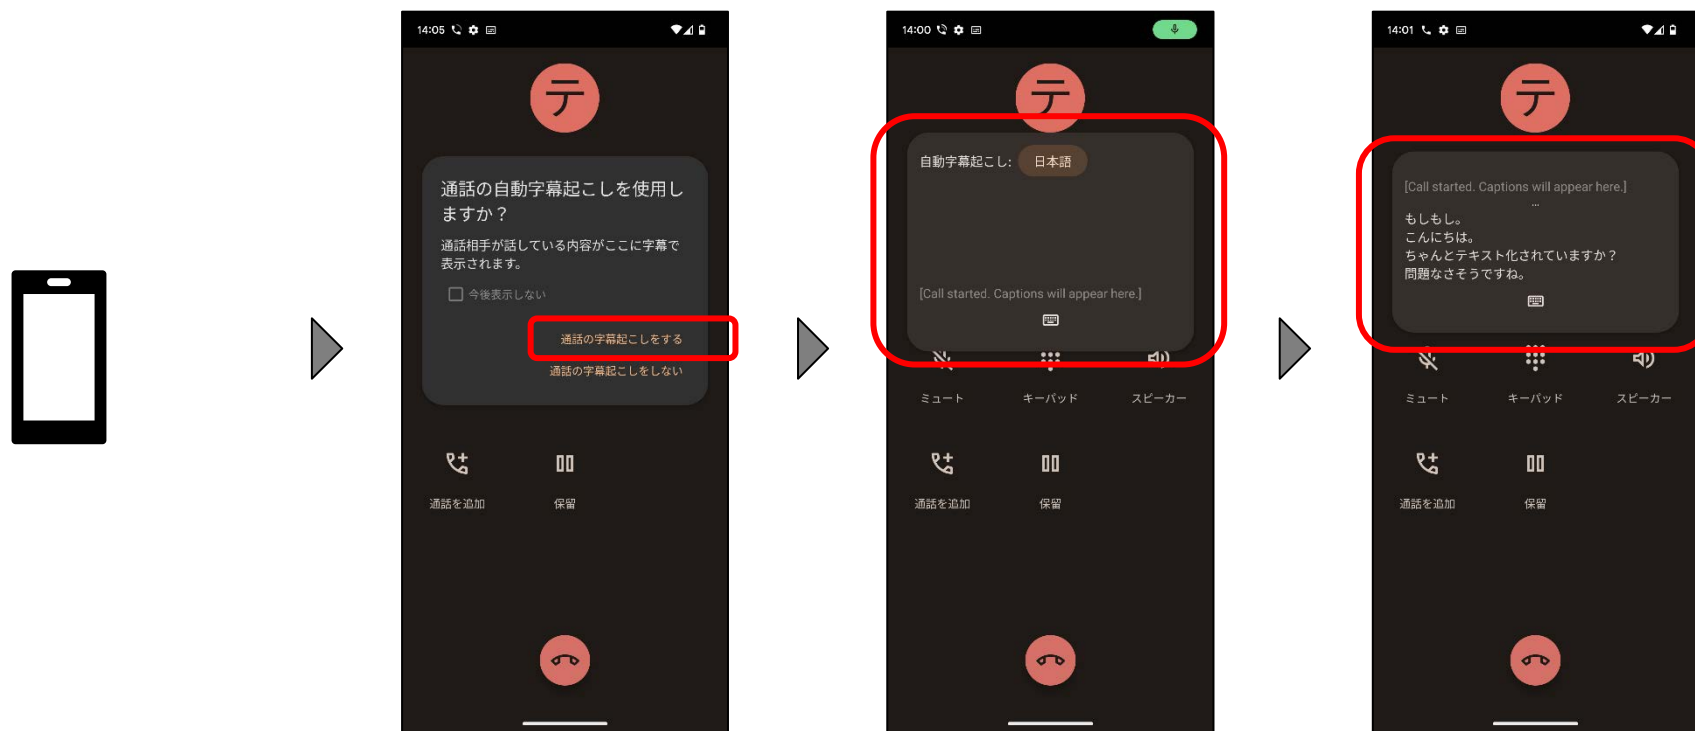 14:05
テ
通話の自動字幕起こしを使用し
ますか？
通話相手が話している内容がここに字幕で
表示されます。
今後表示しない
通話の字幕起こしをする
通話の字幕起こしをしない
通話を追加
保留
14:00
テ
自動字幕起こし: 日本語
[Call started. Captions will appear here.]
ミュート
キーパッド
スピーカー
通話を追加
保留
14:01
テ
[Call started. Captions will appear here.]
...
もしもし。
こんにちは。
ちゃんとテキスト化されていますか？
問題なさそうですね。
ミュート
キーパッド
スピーカー
通話を追加
保留